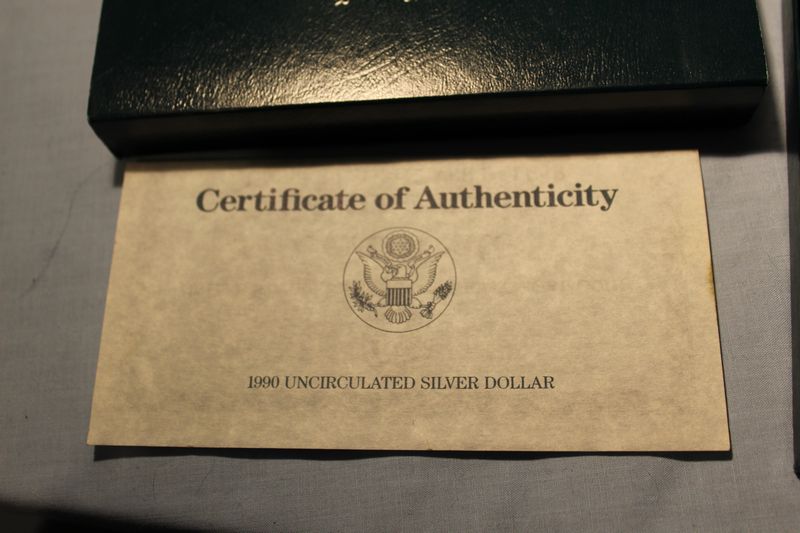 Certificate of Authenticity
1990 UNCIRCULATED SILVER DOLLAR